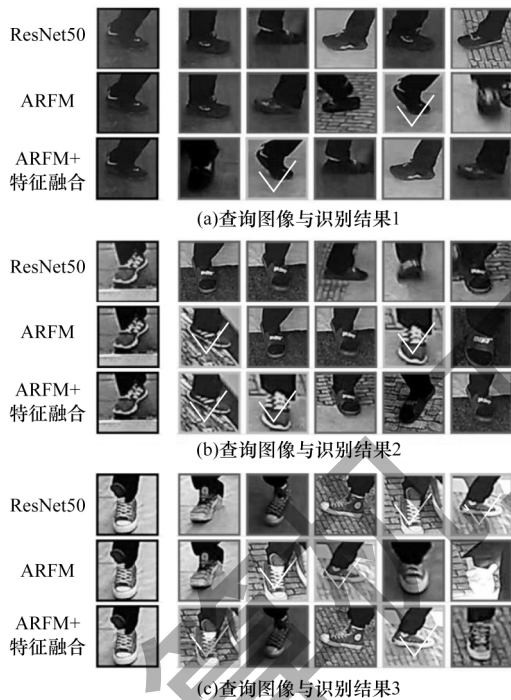 ResNet50
ARFM
ARFM+
特征融合
(a)查询图像与识别结果1
ResNet50
ARFM
ARFM+
特征融合
(b)查询图像与识别结果2
ResNet50
ARFM
ARFM+
特征融合
(c)查询图像与识别结果3